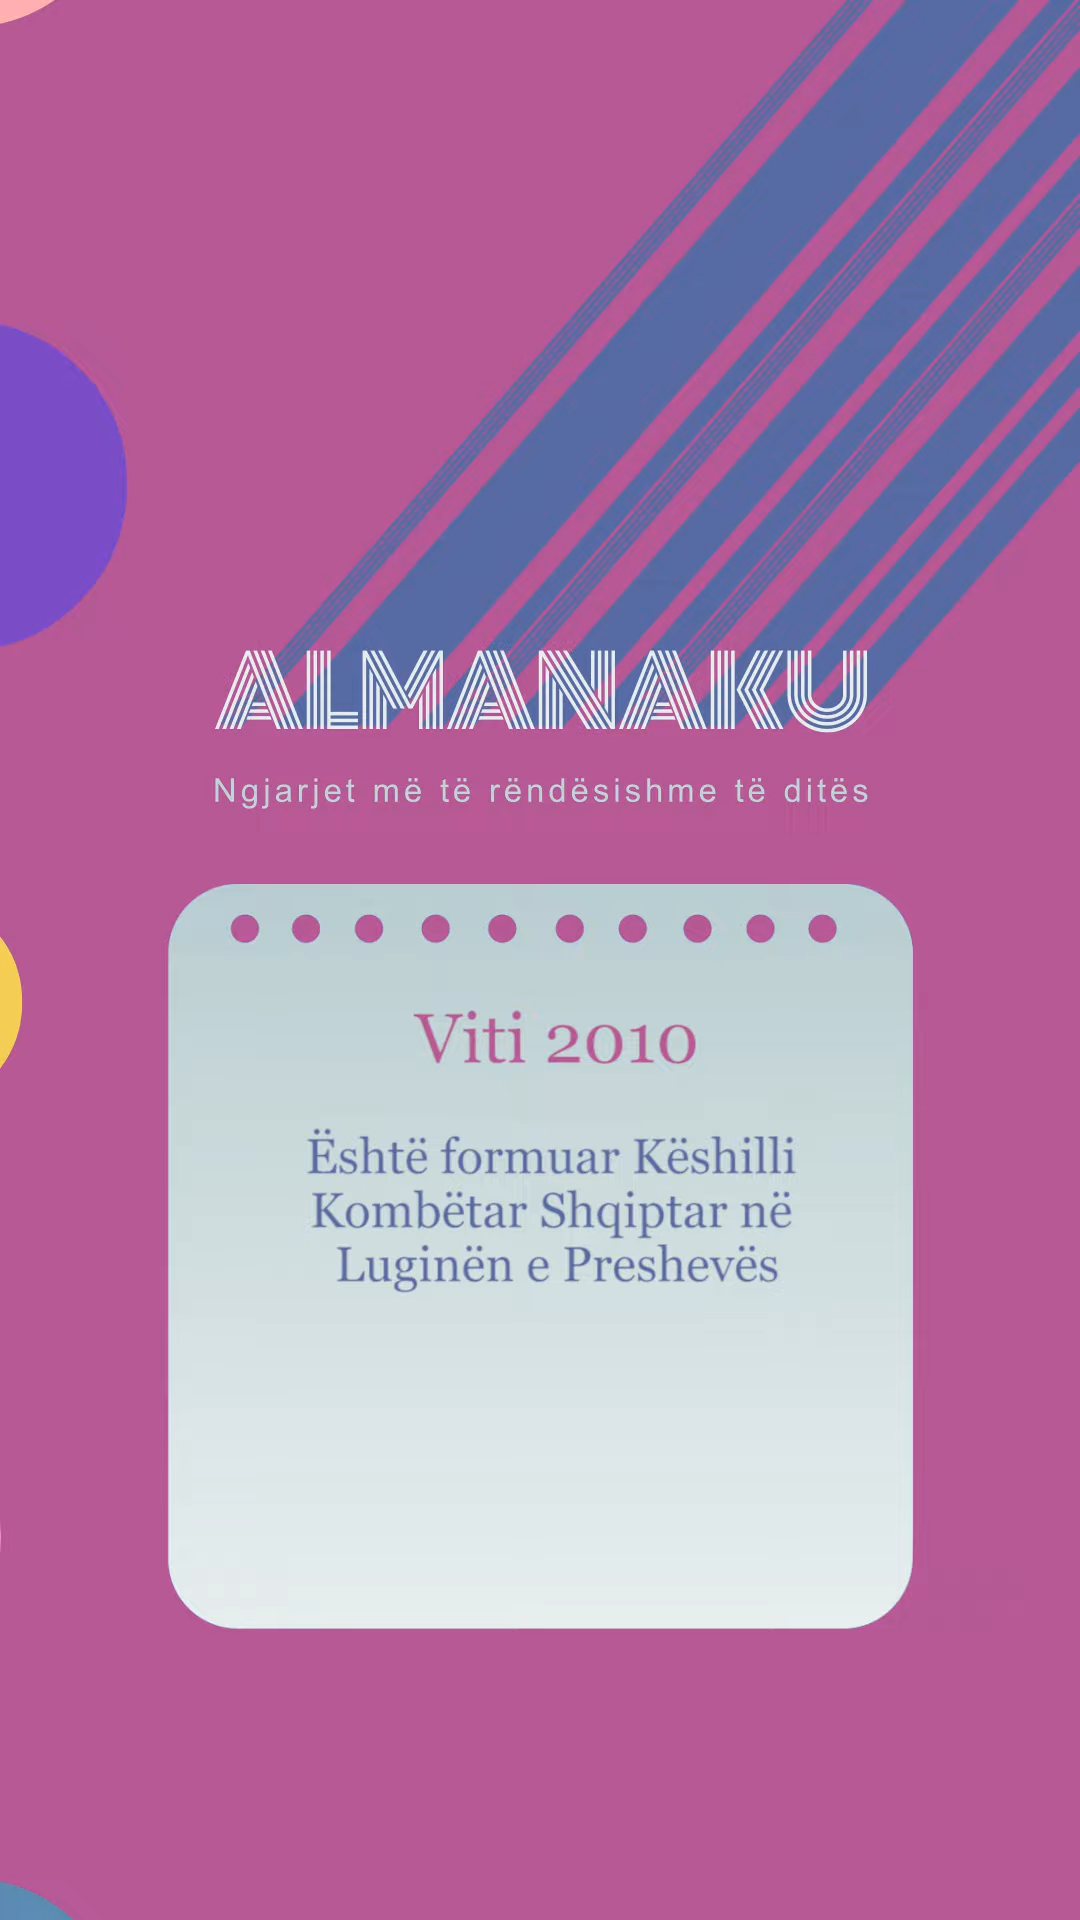 ALMANAKU
Ngjarjet më të rëndësishme të ditës
Viti 2010
Është formuar Këshilli
Kombëtar Shqiptar në
Luginën e Preshevës